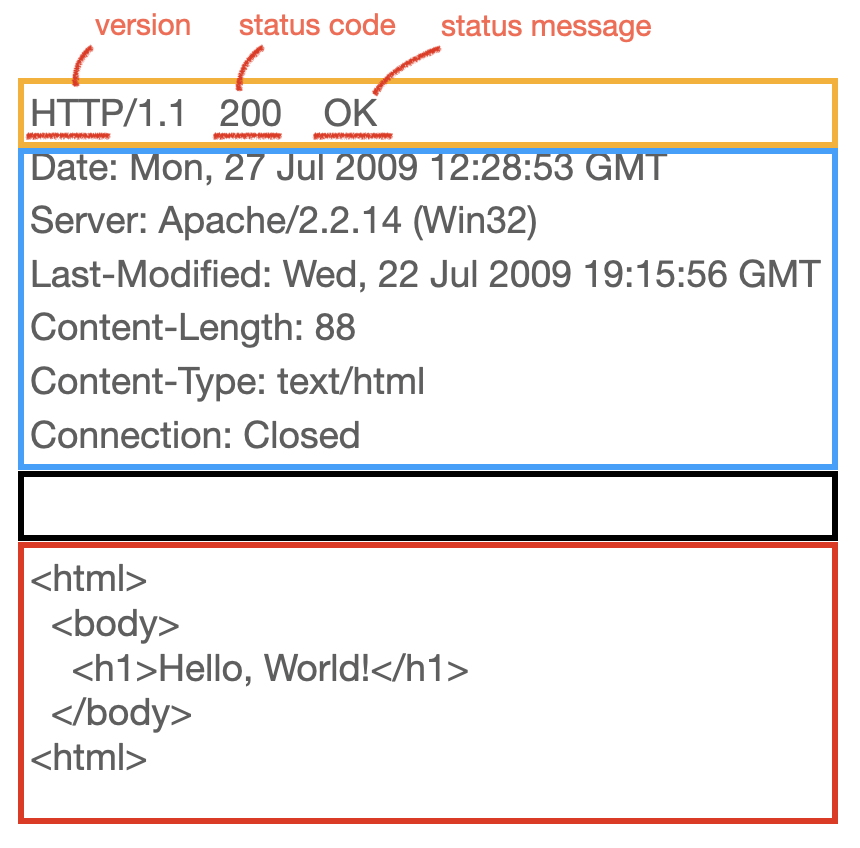 version status code status message
HTTP/1.1 200 OK
Date: Mon, 27 Jul 2009 12:28:53 GMT
Server: Apache/2.2.14 (Win32)
Last-Modified: Wed, 22 Jul 2009 19:15:56 GMT
Content-Length: 88
Content-Type: text/html
Connection: Closed
<html>
<body>
<h1>Hello, World!</h1>
</body>
<html>